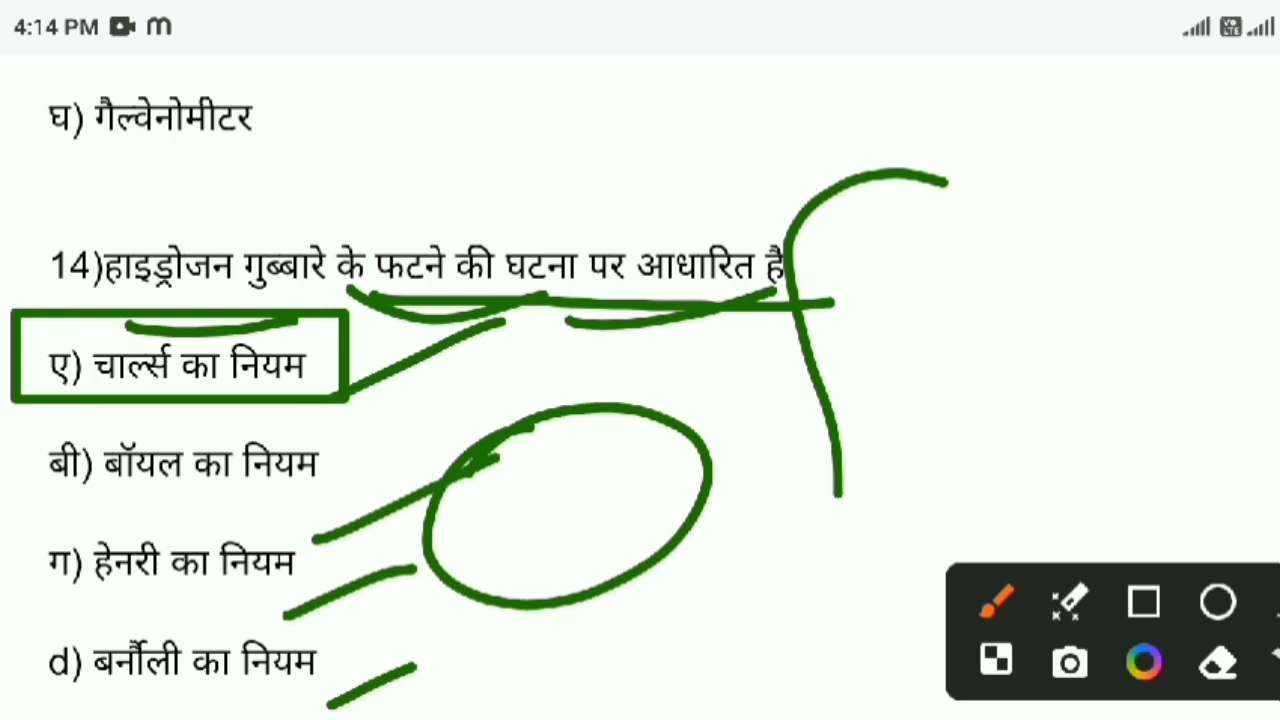 4:14 PM
घ) गैल्वेनोमीटर
14)हाइड्रोजन गुब्बारे के फटने की घटना पर आधारित है
ए) चार्ल्स का नियम
बी) बॉयल का नियम
ग) हेनरी का नियम
d) बर्नौली का नियम